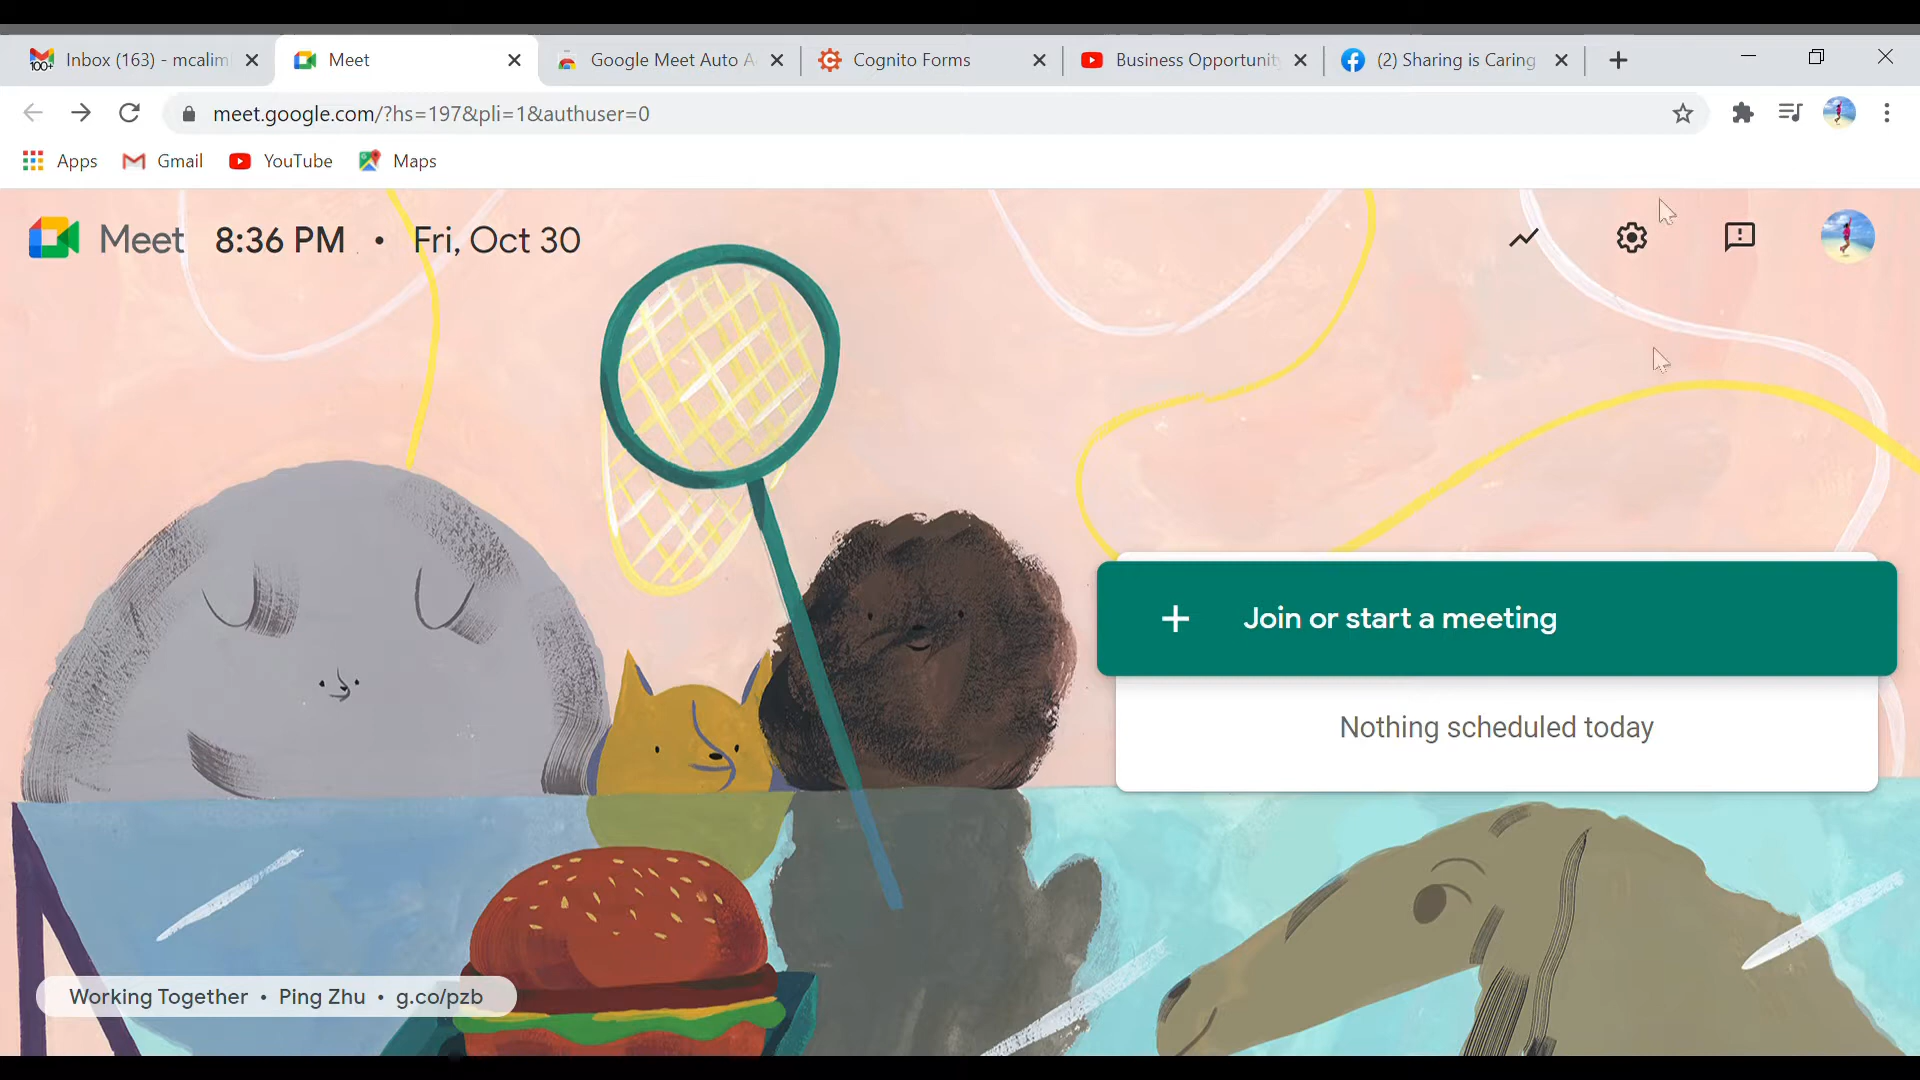 Inbox (163) - mcalim
Meet
Google Meet Auto A
Cognito Forms
Business Opportunit
(2) Sharing is Caring
meet.google.com/?hs=197&pli=1&authuser=0
Apps
Gmail
YouTube
Maps
Meet 8:36 PM • Fri, Oct 30
Join or start a meeting
Nothing scheduled today
Working Together • Ping Zhu • g.co/pzb